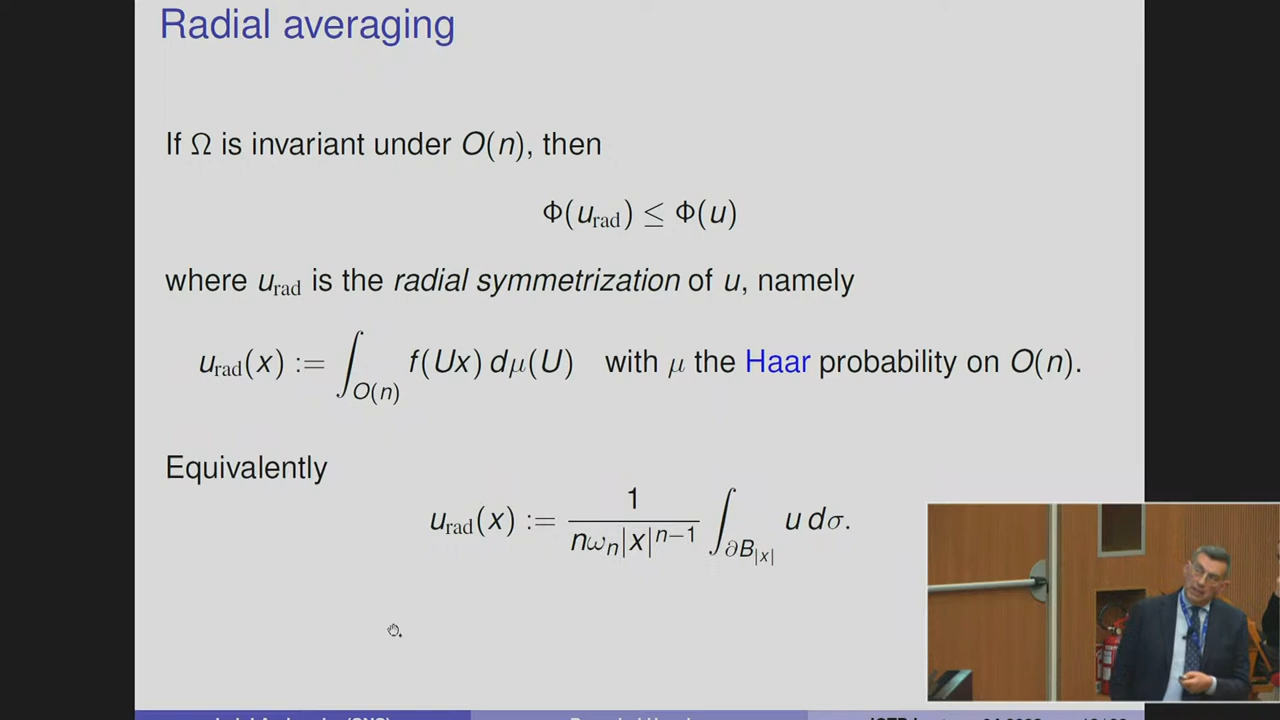 Radial averaging
If Ω is invariant under O(n), then
Φ(u_rad) ≤ Φ(u)
where u_rad is the radial symmetrization of u, namely
u_rad(x) := ∫_{O(n)} f(Ux) dμ(U) with μ the Haar probability on O(n).
Equivalently
u_rad(x) := 1/(nω_n|x|^{n−1}) ∫_{∂B_{|x|}} u dσ.